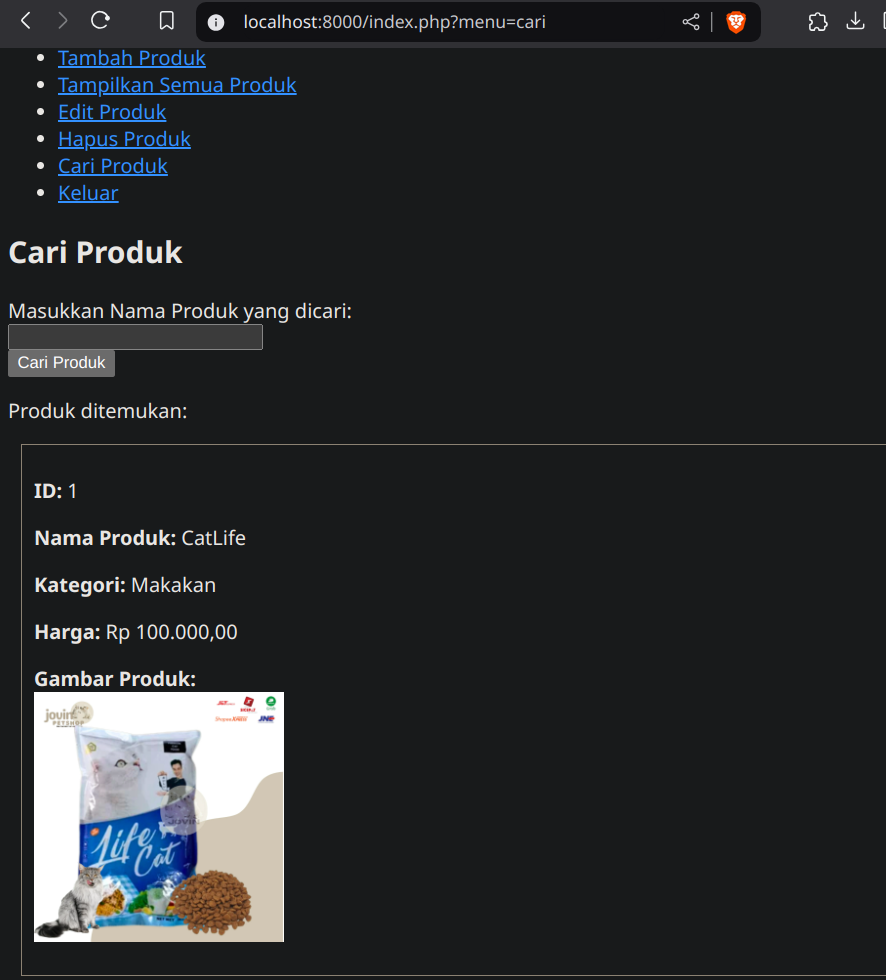 localhost:8000/index.php?menu=cari
Tambah Produk
Tampilkan Semua Produk
Edit Produk
Hapus Produk
Cari Produk
Keluar
Cari Produk
Masukkan Nama Produk yang dicari:
Cari Produk
Produk ditemukan:
ID: 1
Nama Produk: CatLife
Kategori: Makakan
Harga: Rp 100.000,00
Gambar Produk:
jouin
PETSHOP
JNE
Life
Cat